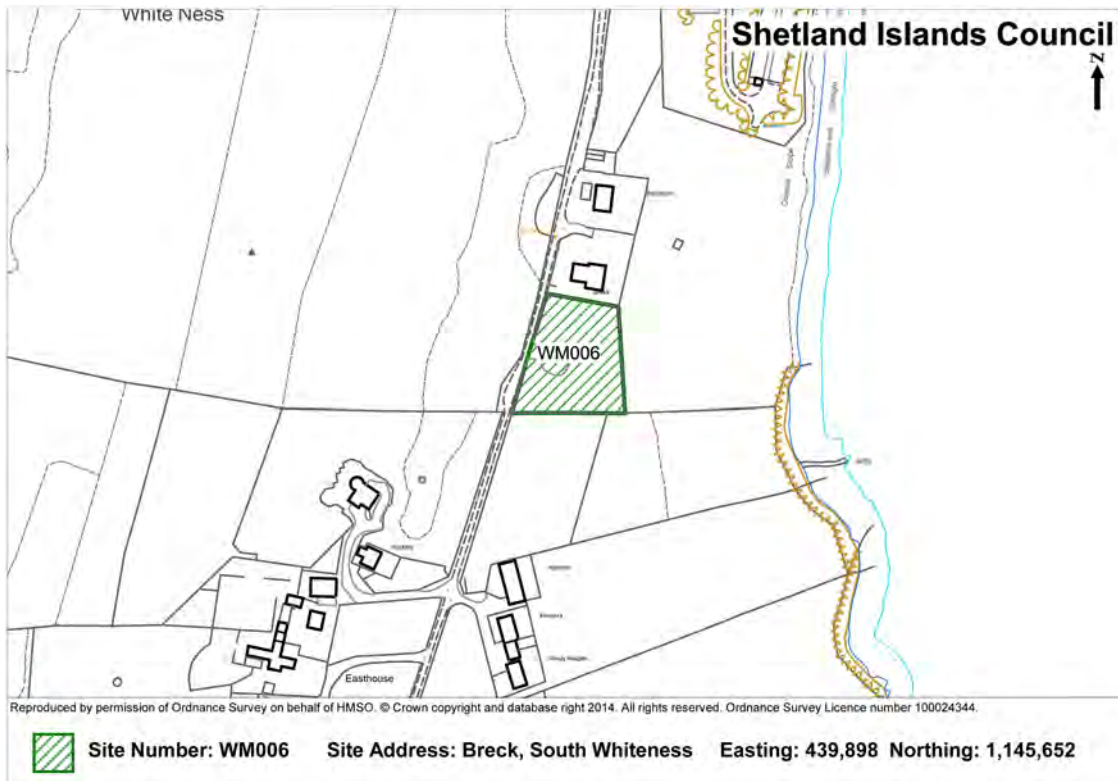 White Ness
Shetland Islands Council
Z
WM006
Easthouse
Reproduced by permission of Ordnance Survey on behalf of HMSO. © Crown copyright and database right 2014. All rights reserved. Ordnance Survey Licence number 100024344.
Site Number: WM006 Site Address: Breck, South Whiteness Easting: 439,898 Northing: 1,145,652